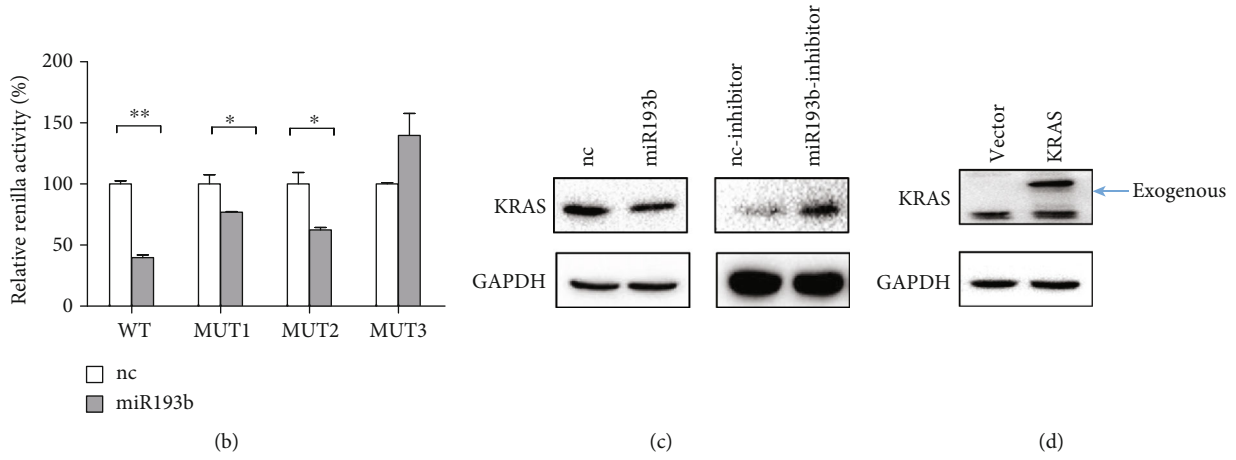 Relative renilla activity (%)
200
150
100
50
0
**
*
*
WT MUT1 MUT2 MUT3
nc
miR193b
(b)
nc
miR193b
nc-inhibitor
miR193b-inhibitor
KRAS
GAPDH
(c)
Vector
KRAS
KRAS
Exogenous
GAPDH
(d)